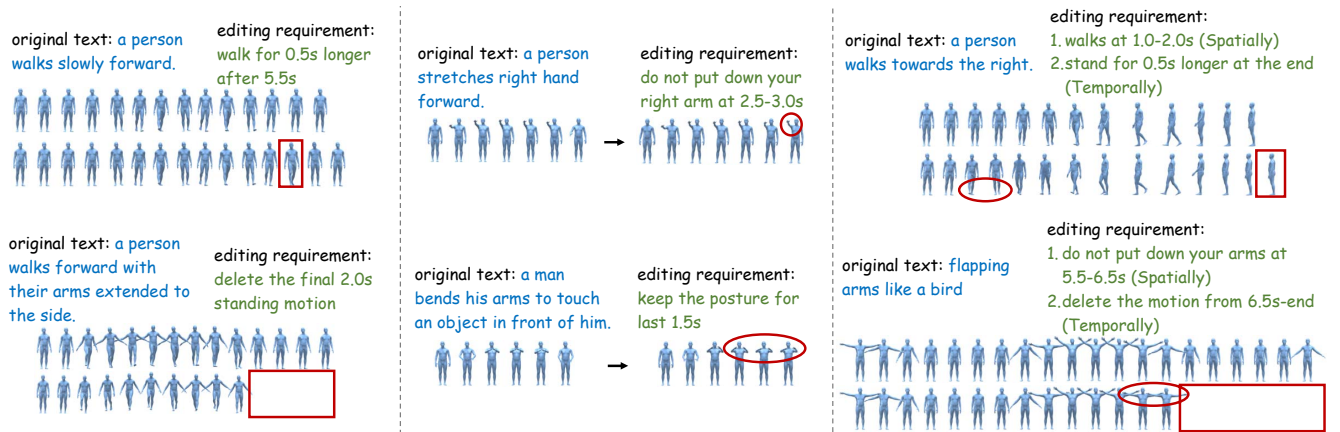 original text: a person
walks slowly forward.
editing requirement:
walk for 0.5s longer
after 5.5s
original text: a person
walks forward with
their arms extended to
the side.
editing requirement:
delete the final 2.0s
standing motion
original text: a person
stretches right hand
forward.
editing requirement:
do not put down your
right arm at 2.5-3.0s
original text: a man
bends his arms to touch
an object in front of him.
editing requirement:
keep the posture for
last 1.5s
original text: a person
walks towards the right.
editing requirement:
1. walks at 1.0-2.0s (Spatially)
2. stand for 0.5s longer at the end
(Temporally)
original text: flapping
arms like a bird
editing requirement:
1. do not put down your arms at
5.5-6.5s (Spatially)
2. delete the motion from 6.5s-end
(Temporally)